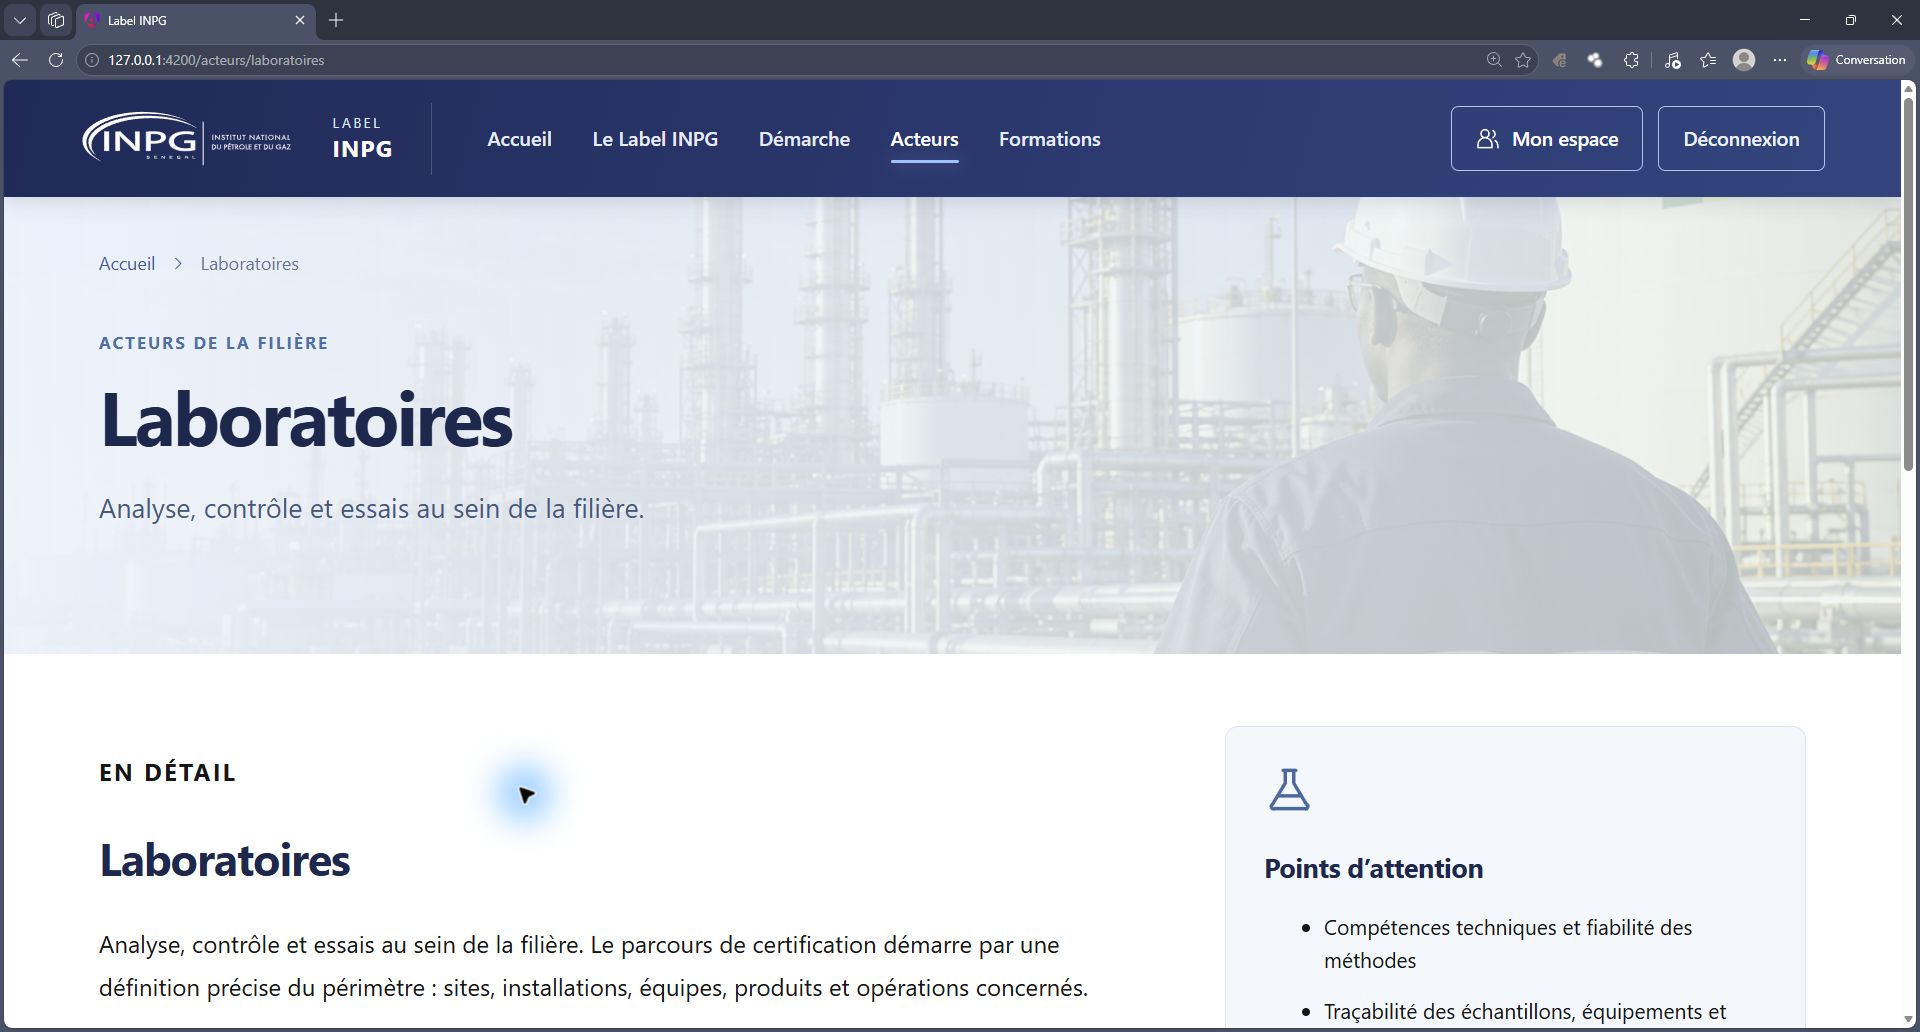 Label INPG
127.0.0.1:4200/acteurs/laboratoires
Conversation
INPG
SENEGAL
INSTITUT NATIONAL
DU PÉTROLE ET DU GAZ
LABEL
INPG
Accueil
Le Label INPG
Démarche
Acteurs
Formations
Mon espace
Déconnexion
Accueil > Laboratoires
ACTEURS DE LA FILIÈRE
Laboratoires
Analyse, contrôle et essais au sein de la filière.
EN DÉTAIL
Laboratoires
Analyse, contrôle et essais au sein de la filière. Le parcours de certification démarre par une
définition précise du périmètre : sites, installations, équipes, produits et opérations concernés.
Points d’attention
• Compétences techniques et fiabilité des
méthodes
• Traçabilité des échantillons, équipements et